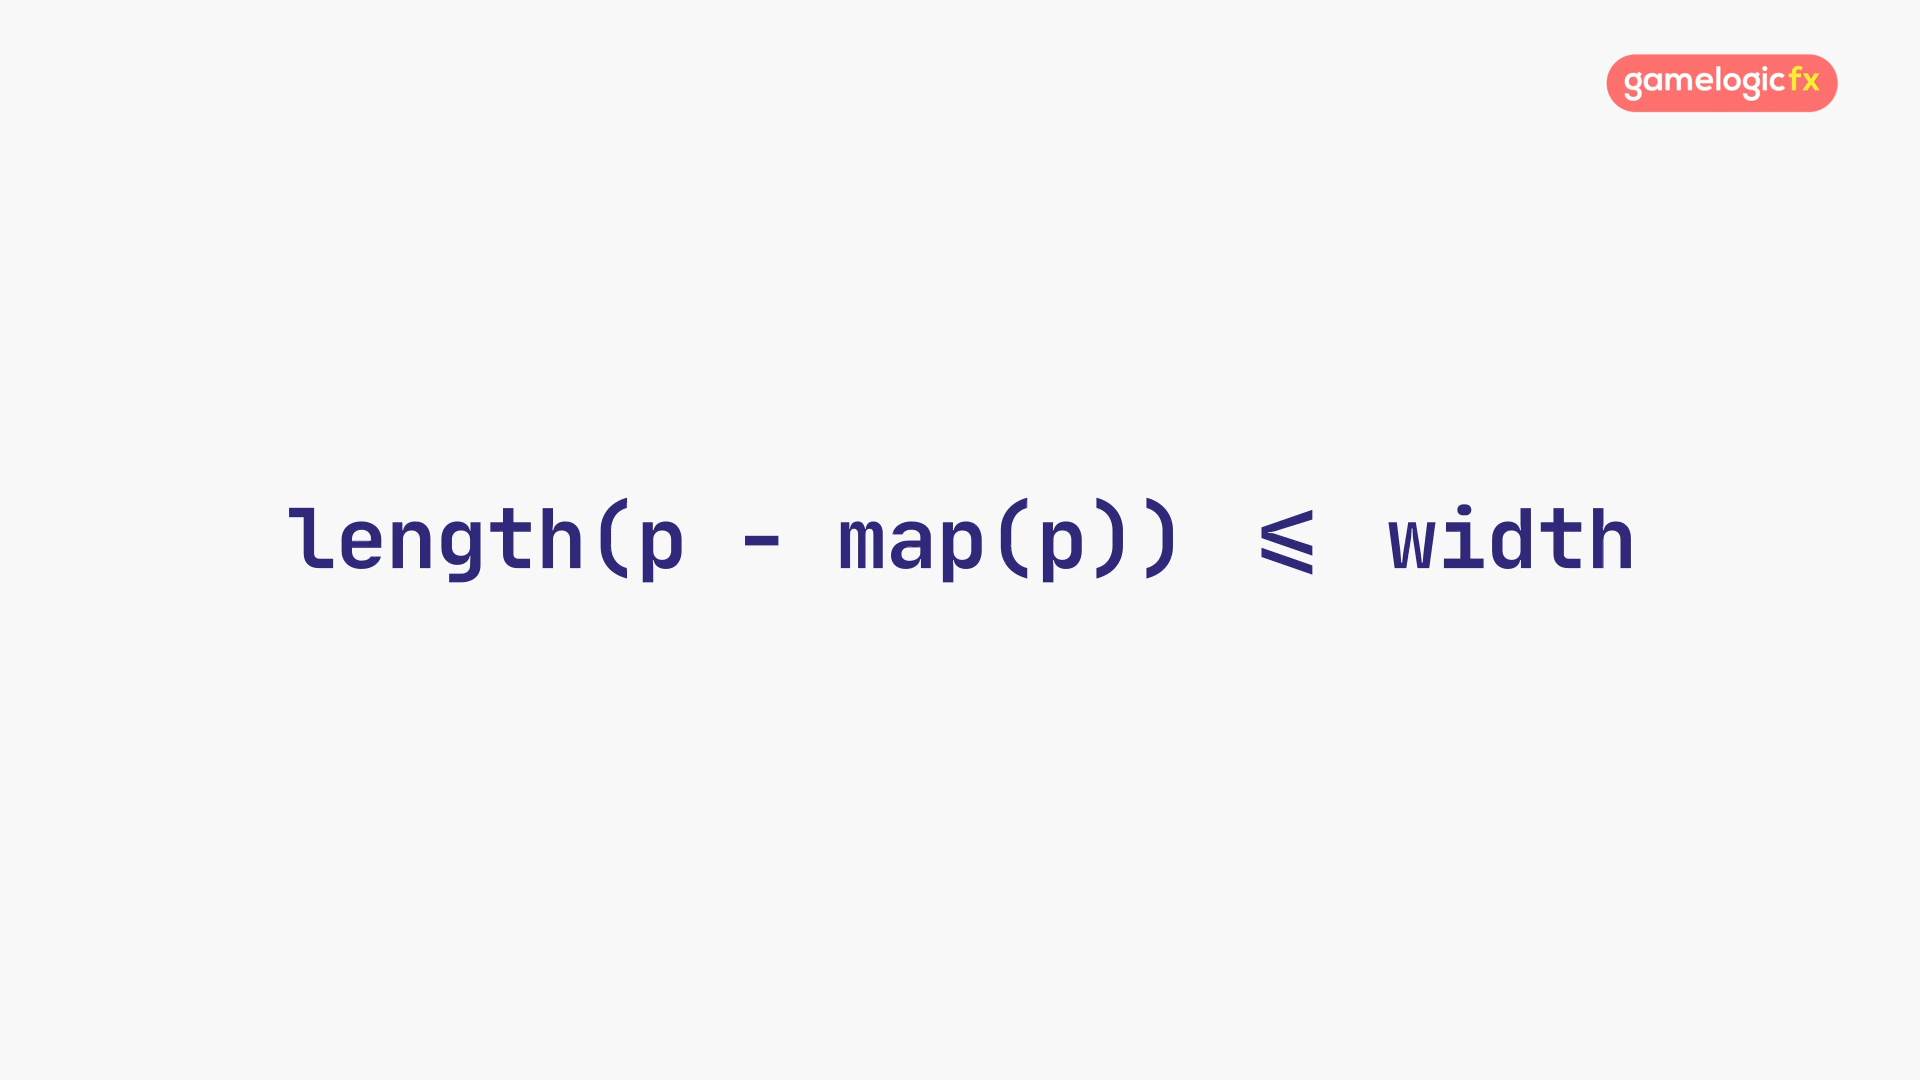 gamelogicfx
length(p - map(p)) <= width